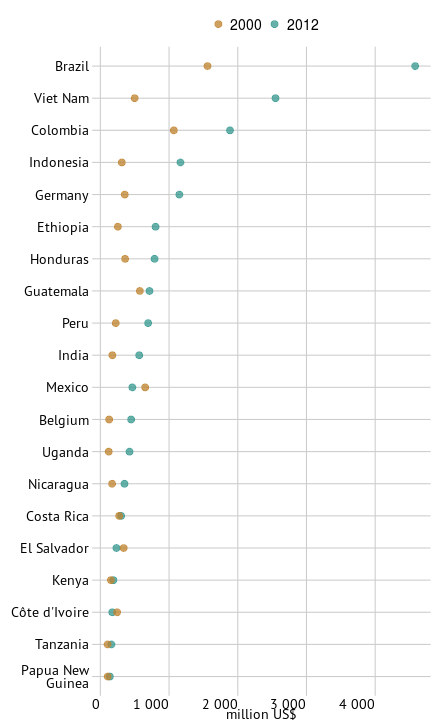 2000 2012
Brazil
Viet Nam
Colombia
Indonesia
Germany
Ethiopia
Honduras
Guatemala
Peru
India
Mexico
Belgium
Uganda
Nicaragua
Costa Rica
El Salvador
Kenya
Côte d'Ivoire
Tanzania
Papua New
Guinea
0 1 000 2 000 3 000 4 000
million US$